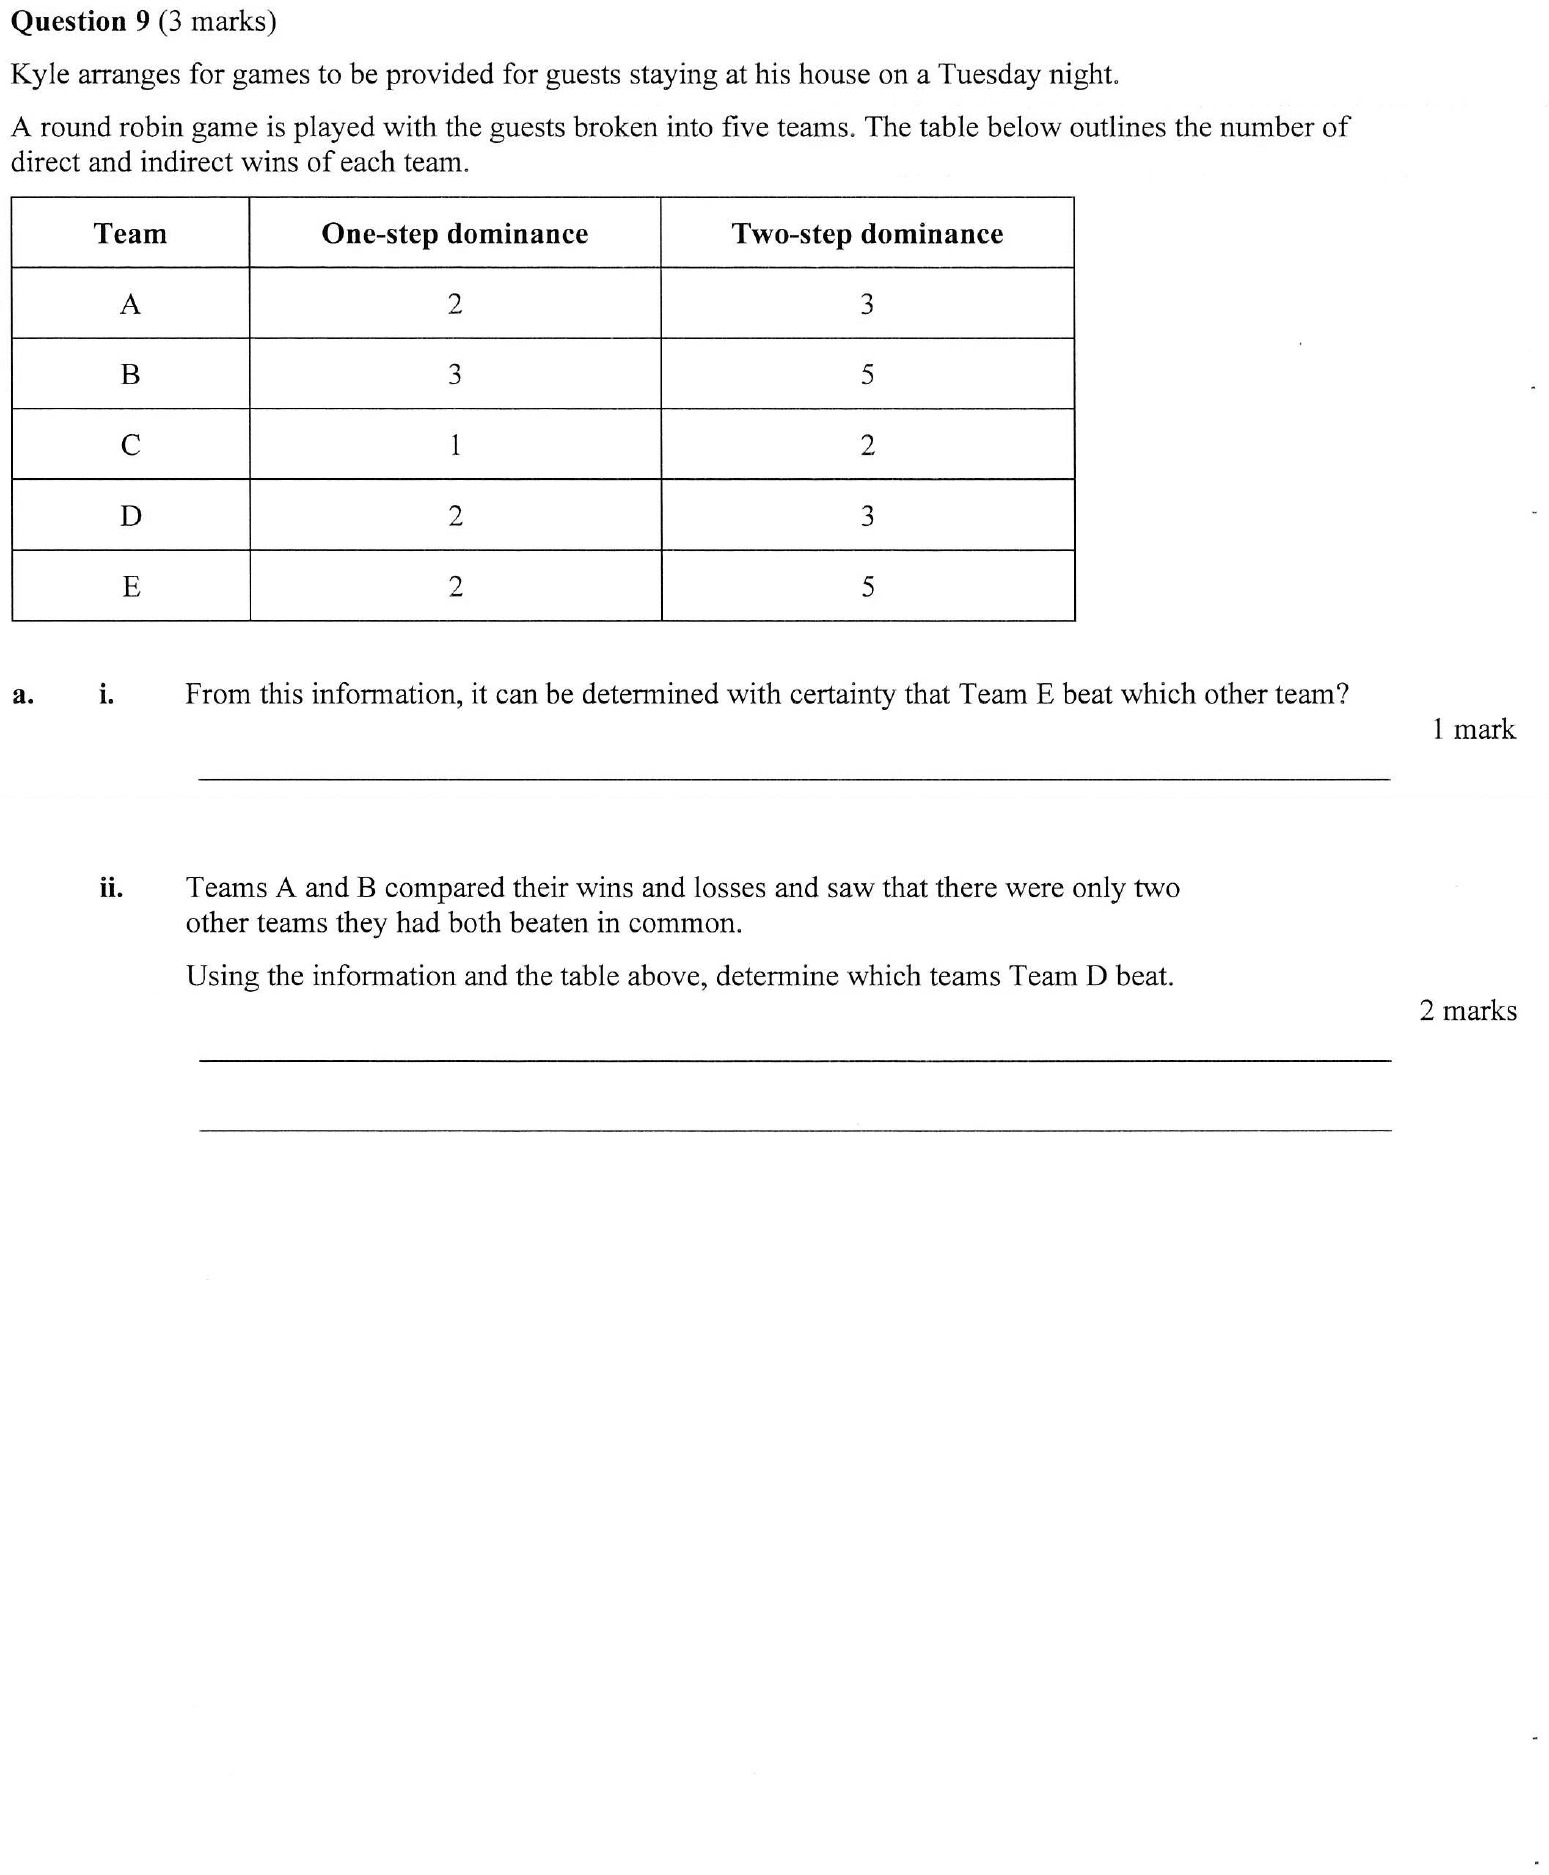 Question 9 (3 marks)
Kyle arranges for games to be provided for guests staying at his house on a Tuesday night.
A round robin game is played with the guests broken into five teams. The table below outlines the number of
direct and indirect wins of each team.
Team One-step dominance Two-step dominance
A 2 3
B 3 5
C 1 2
D 2 3
E 2 5
a. i. From this information, it can be determined with certainty that Team E beat which other team?
1 mark
ii. Teams A and B compared their wins and losses and saw that there were only two
other teams they had both beaten in common.
Using the information and the table above, determine which teams Team D beat.
2 marks